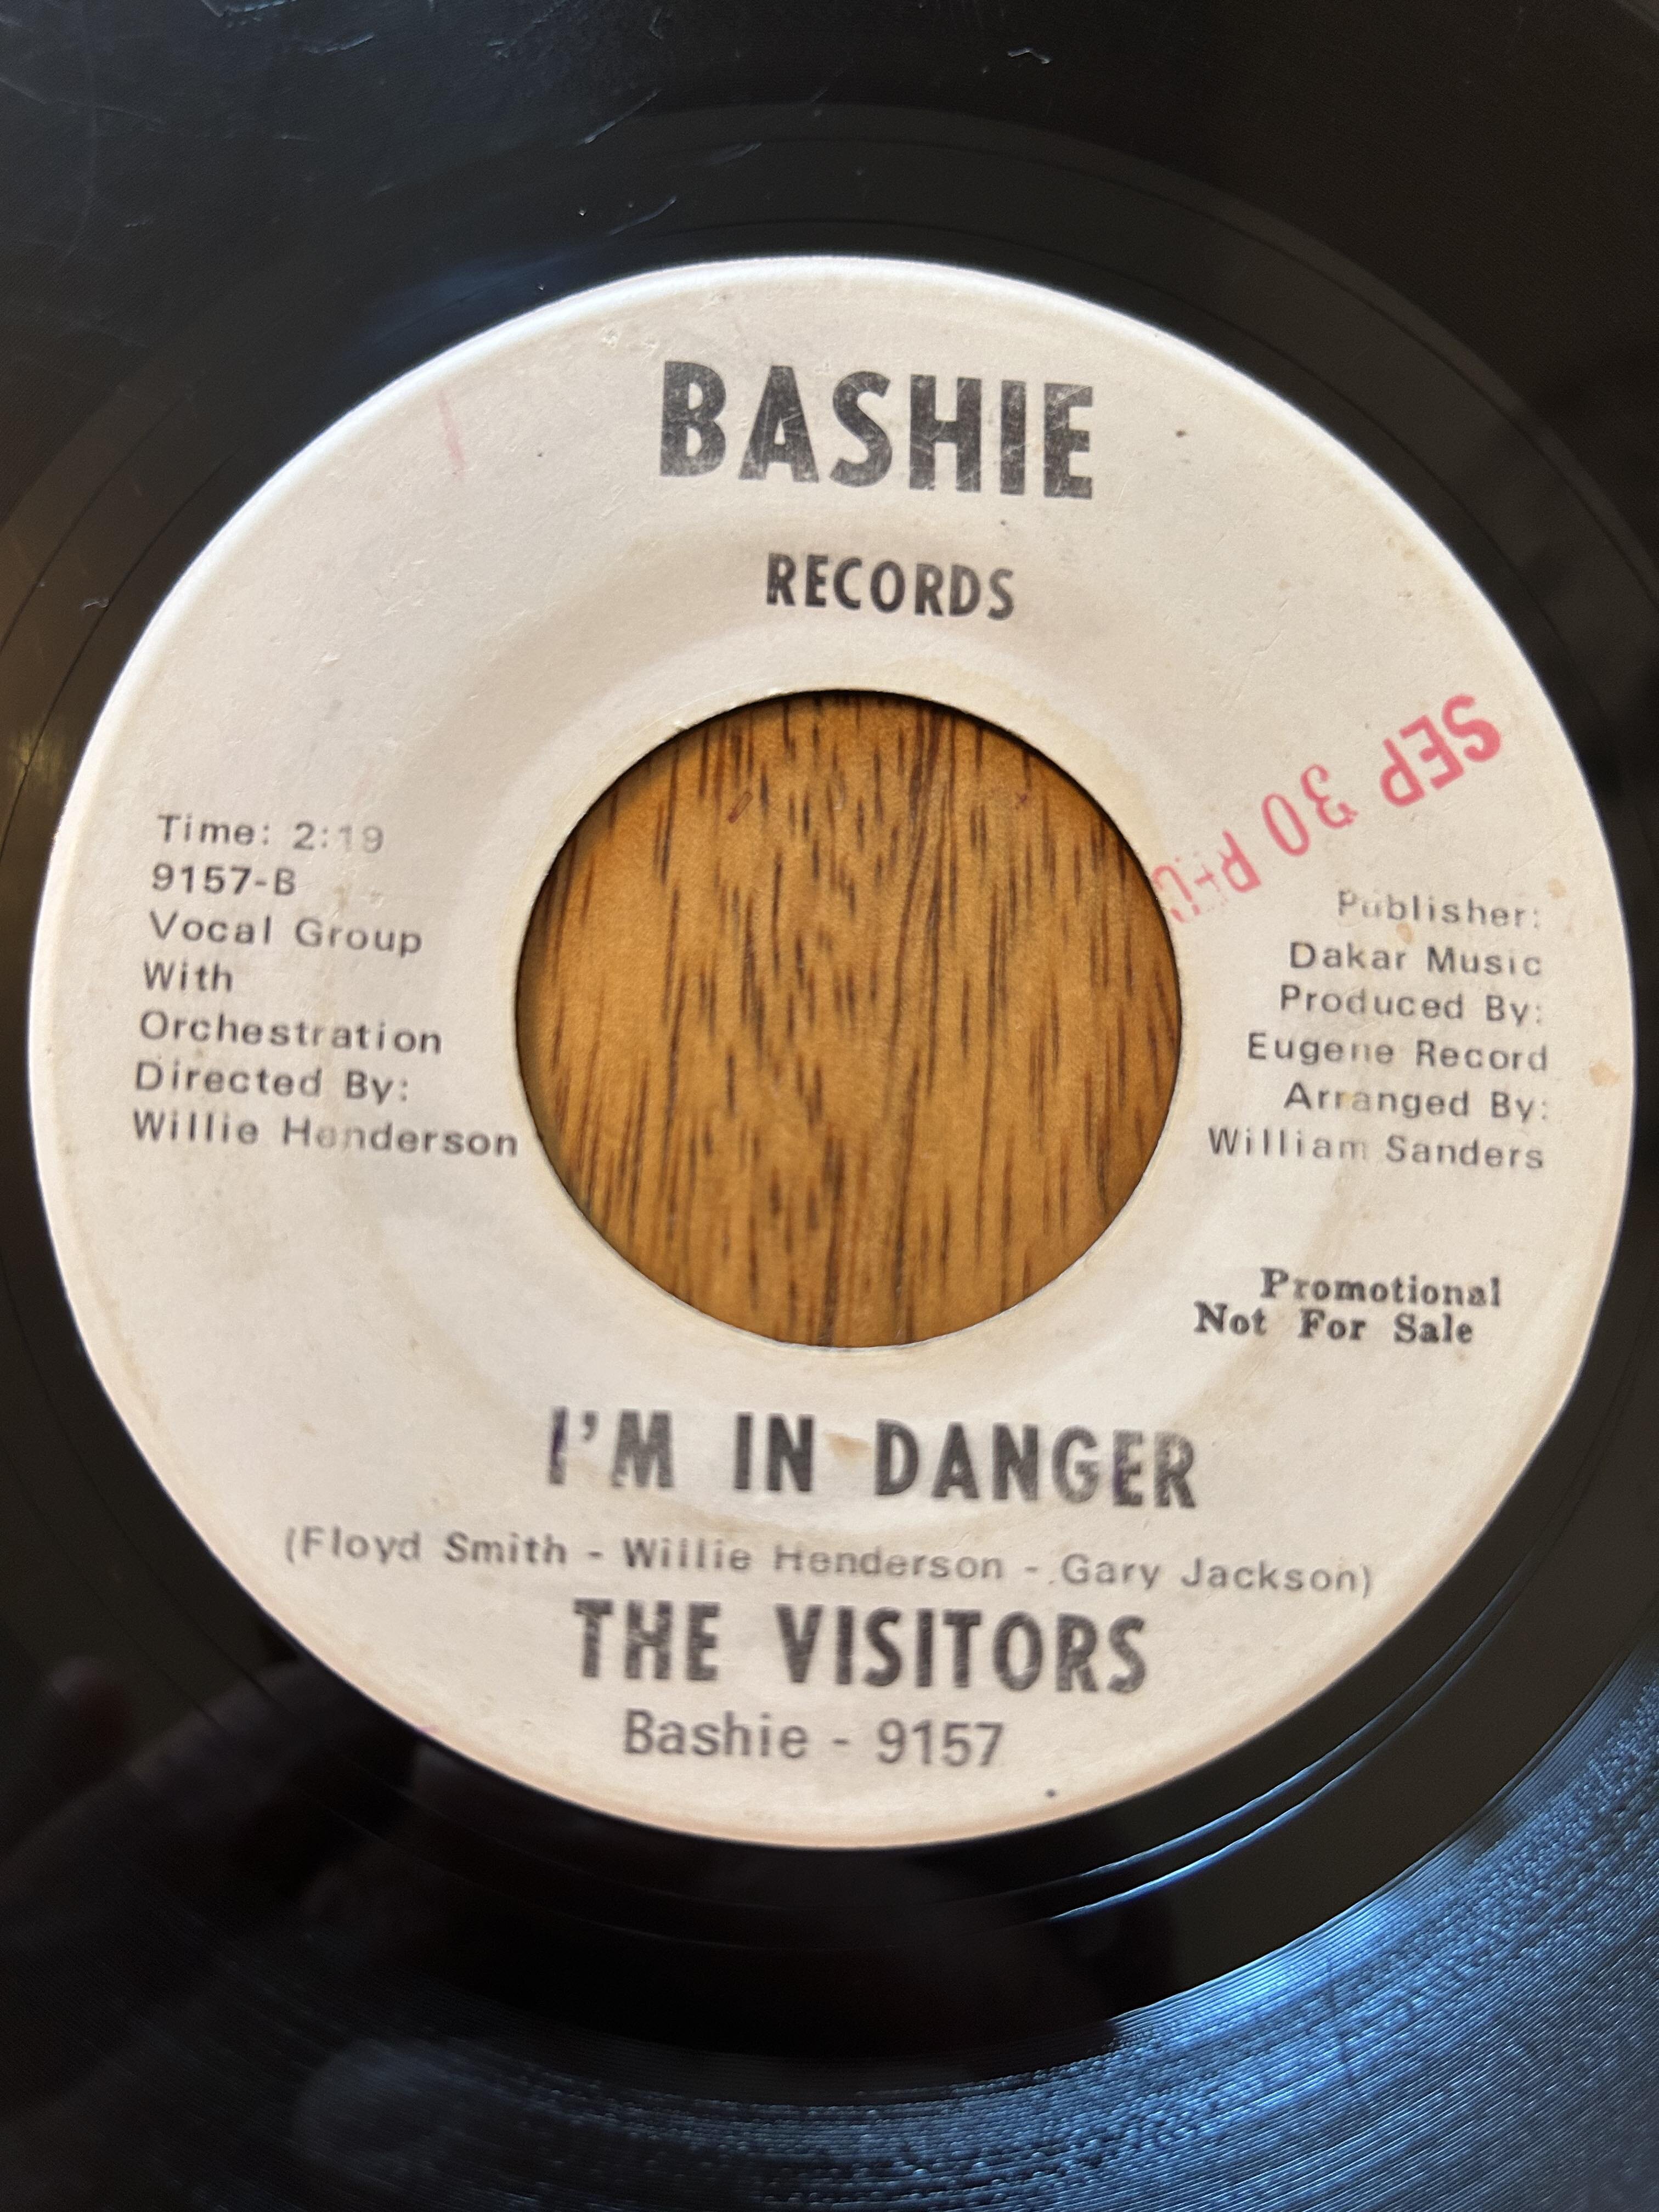 BASHIE
RECORDS
SEP 30 REC'D
Time: 2:19
9157-B
Vocal Group
With
Orchestration
Directed By:
Willie Henderson
Publisher:
Dakar Music
Produced By:
Eugene Record
Arranged By:
William Sanders
Promotional
Not For Sale
I'M IN DANGER
(Floyd Smith - Willie Henderson - Gary Jackson)
THE VISITORS
Bashie - 9157